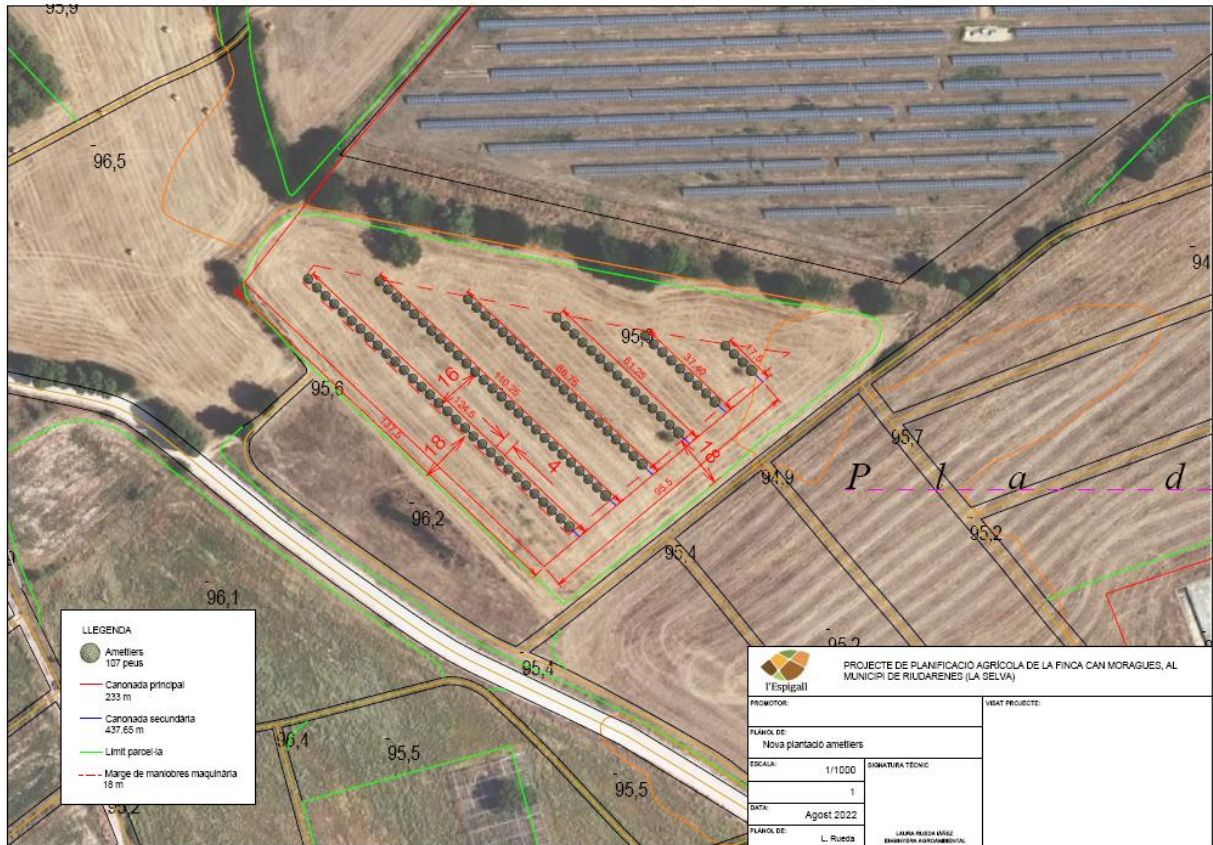 95,9
96,5
94
95,6
17.5
37.40
61.25
86.75
110.25
16
124.5
137.5
18
4
18
95.5
95,7
94,9
P l a d
95,2
95,4
96,2
96,1
95,4
95,2
96,4
95,5
95,5
95,2
LLEGENDA
Ametllers
107 peus
Canonada principal
233 m
Canonada secundària
437.65 m
Límit parcel·la
Marge de maniobres maquinària
18 m
l'Espigall
PROJECTE DE PLANIFICACIÓ AGRÍCOLA DE LA FINCA CAN MORAGUES, AL
MUNICIPI DE RIUDARENES (LA SELVA)
PROMOTOR:
VISAT PROJECTE:
PLÀNOL DE:
Nova plantació ametllers
ESCALA:
1/1000
SIGNATURA TÈCNIC
1
DATA:
Agost 2022
PLÀNOL DE:
L. Rueda
ENGINYERA AGROAMBIENTAL